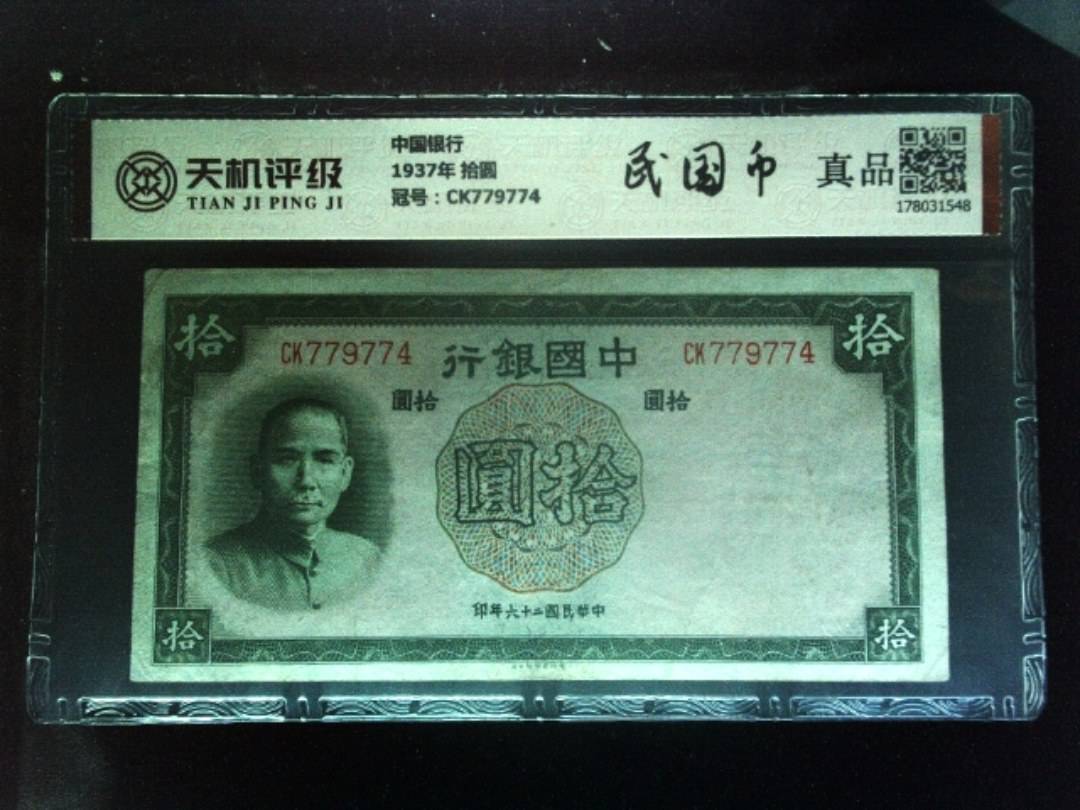 天机评级
TIAN JI PING JI
中国银行
1937年 拾圆
冠号：CK779774
民国币
真品
178031548
拾
CK779774
行銀國中
CK779774
拾
圓拾
圓拾
圓拾
印年六十二國民華中
拾
拾